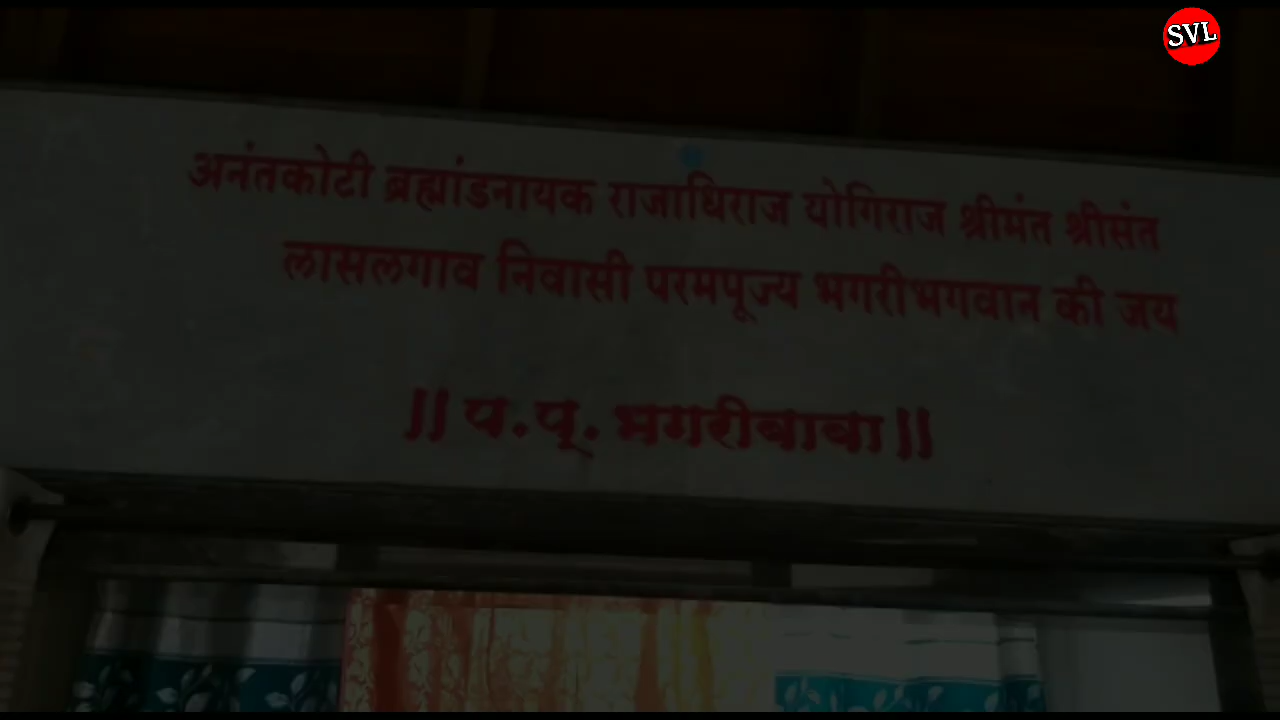 SVL
अनंतकोटी ब्रह्मांडनायक राजाधिराज योगिराज श्रीमंत श्रीसंत
लासलगाव निवासी परमपूज्य भगरीभगवान की जय
|| प.पू. भगरीबाबा ||